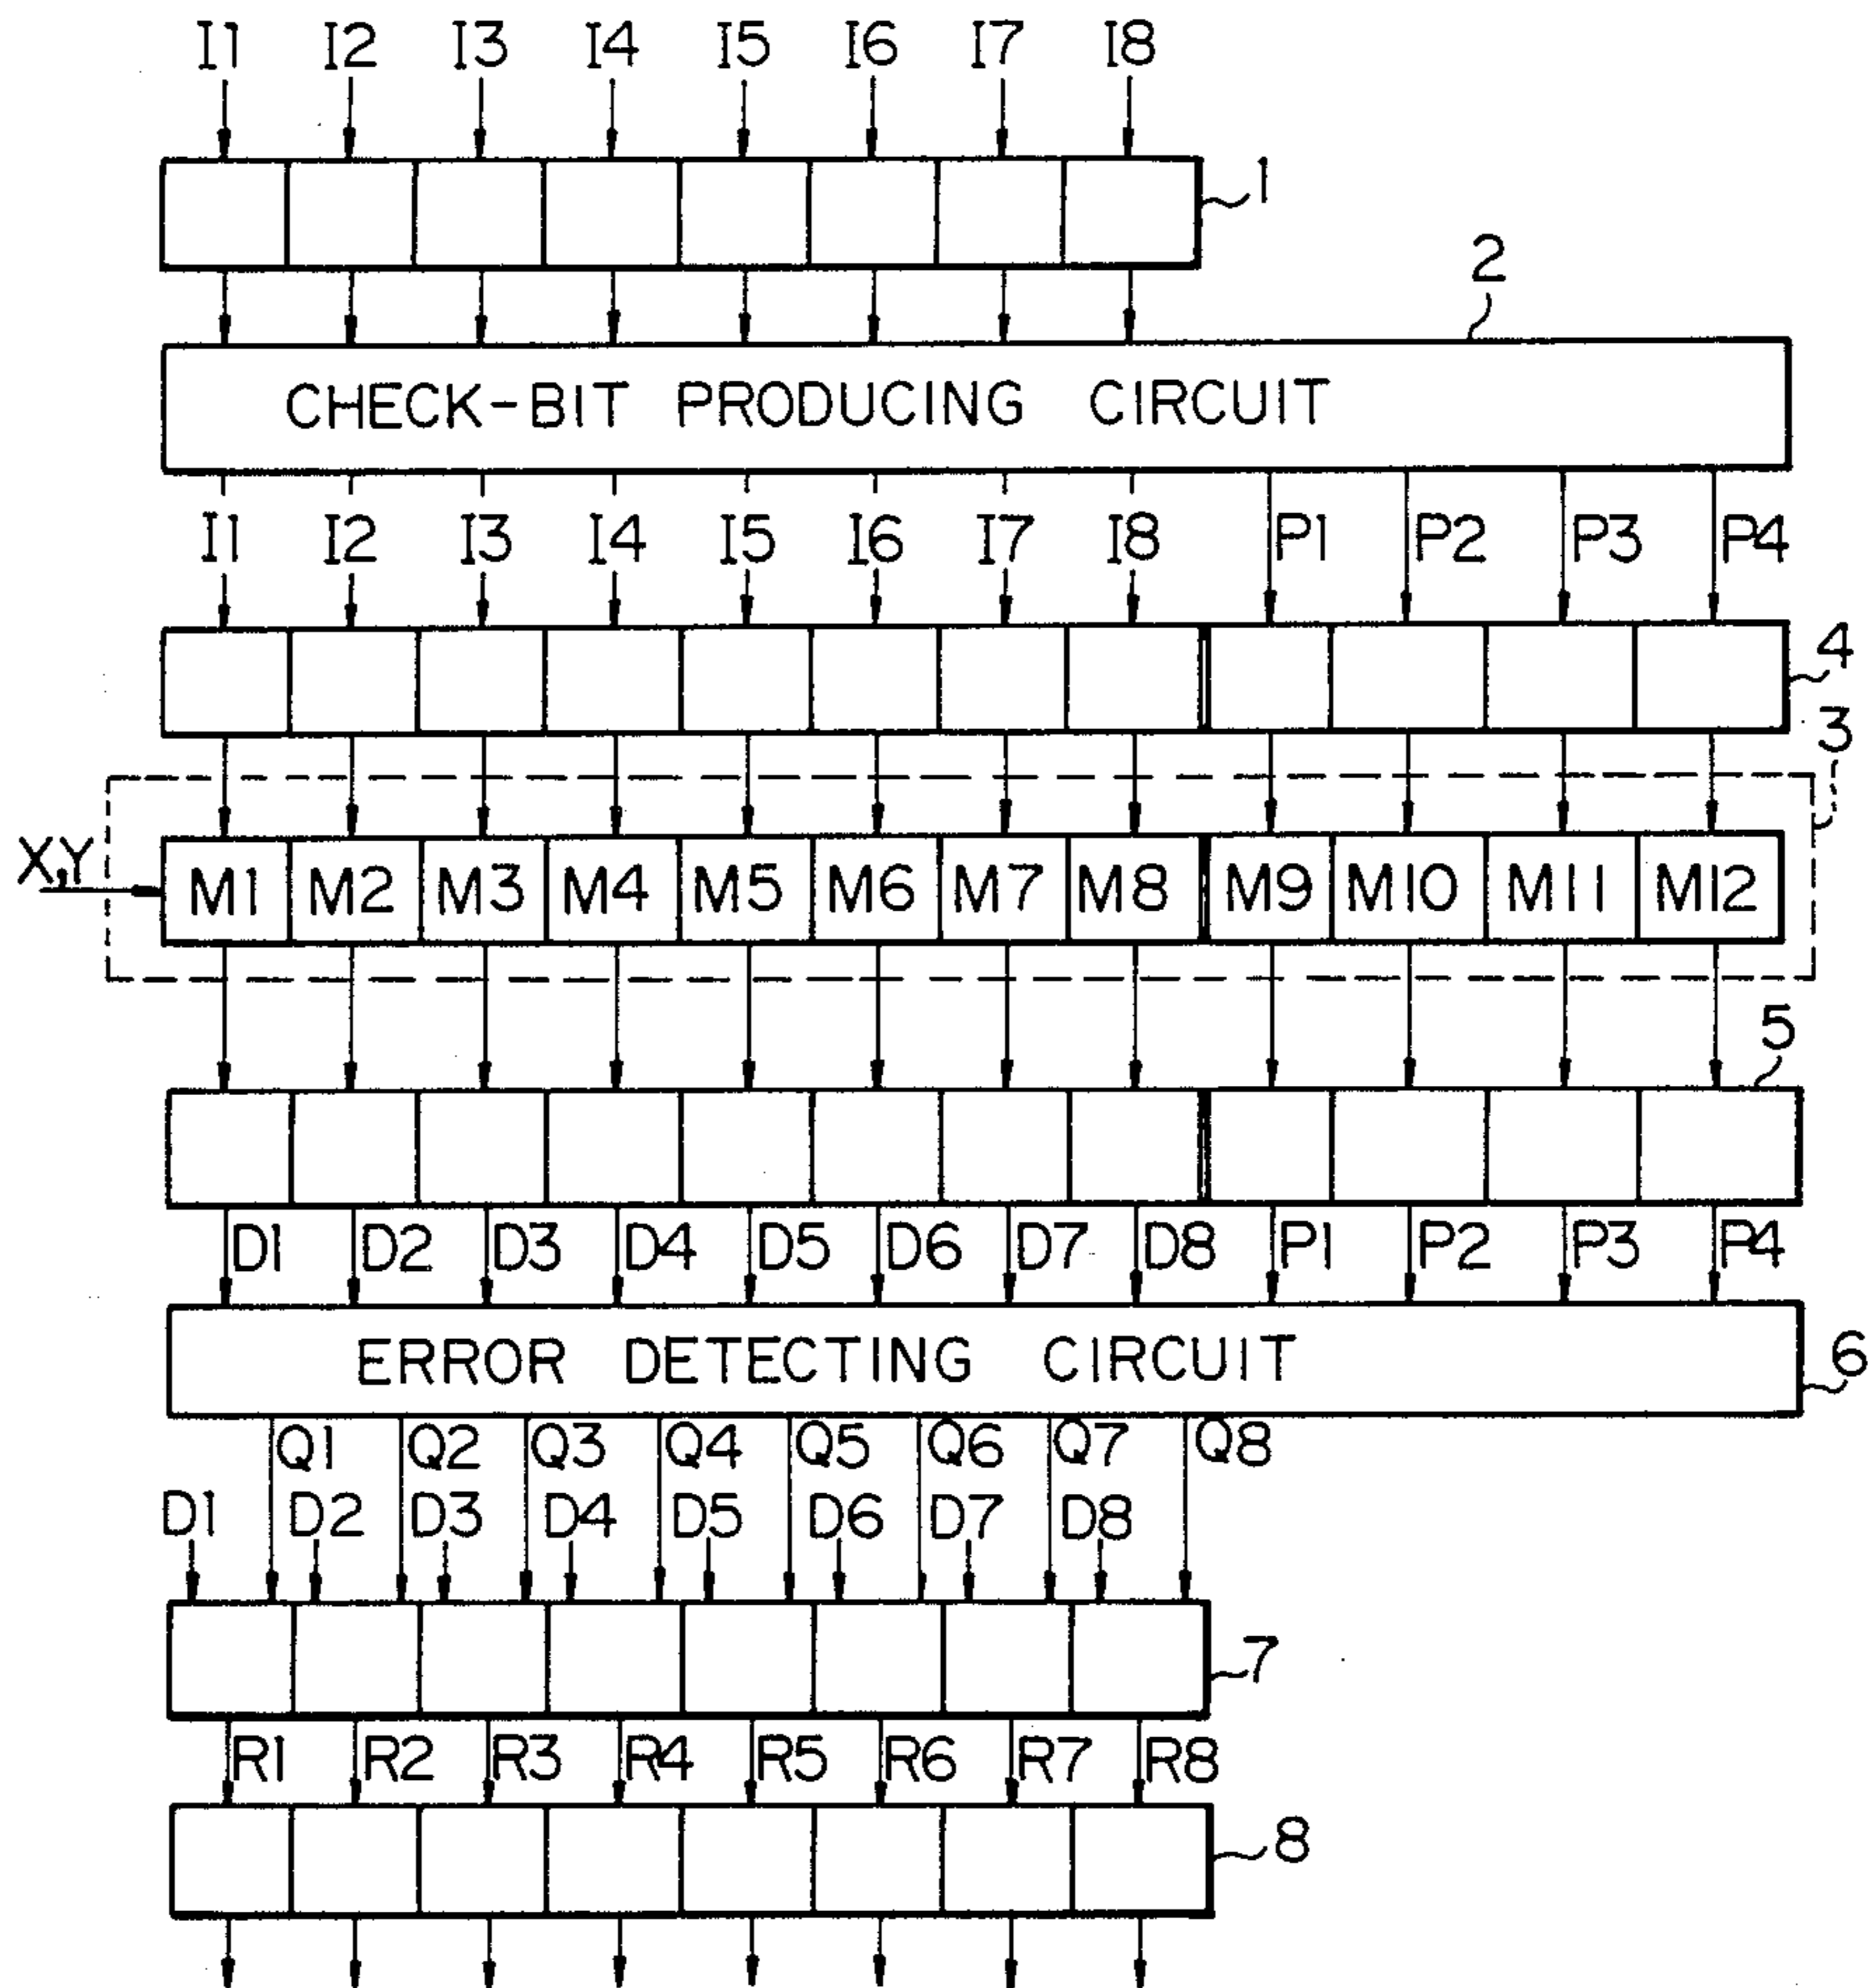 I1 I2 I3 I4 I5 I6 I7 I8
1
2
CHECK-BIT PRODUCING CIRCUIT
I1 I2 I3 I4 I5 I6 I7 I8 P1 P2 P3 P4
4
3
X,Y M1 M2 M3 M4 M5 M6 M7 M8 M9 M10 M11 M12
5
D1 D2 D3 D4 D5 D6 D7 D8 P1 P2 P3 P4
ERROR DETECTING CIRCUIT
6
Q1 Q2 Q3 Q4 Q5 Q6 Q7 Q8
D1 D2 D3 D4 D5 D6 D7 D8
7
R1 R2 R3 R4 R5 R6 R7 R8
8